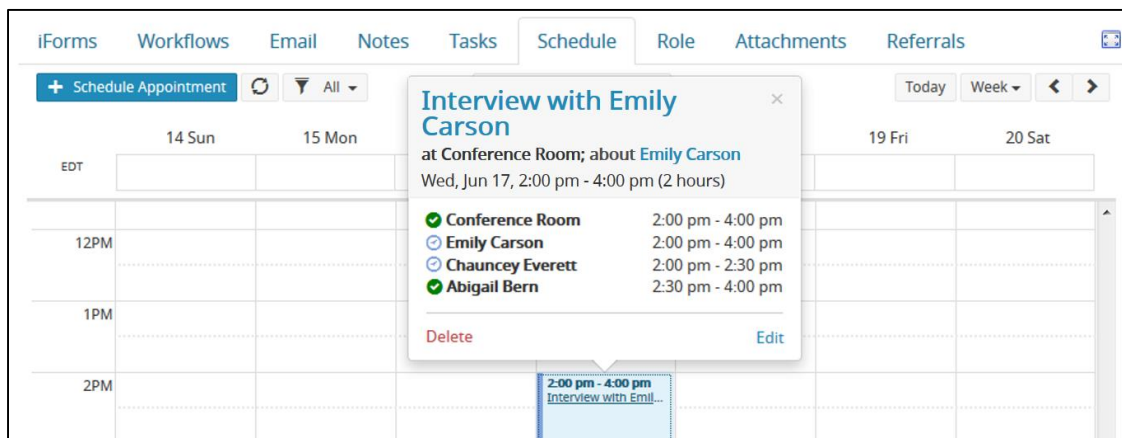 iForms Workflows Email Notes Tasks Schedule Role Attachments Referrals
+ Schedule Appointment All Today Week
14 Sun 15 Mon 19 Fri 20 Sat
EDT
Interview with Emily
Carson
at Conference Room; about Emily Carson
Wed, Jun 17, 2:00 pm - 4:00 pm (2 hours)
Conference Room 2:00 pm - 4:00 pm
Emily Carson 2:00 pm - 4:00 pm
Chauncey Everett 2:00 pm - 2:30 pm
Abigail Bern 2:30 pm - 4:00 pm
Delete Edit
12PM
1PM
2PM
2:00 pm - 4:00 pm
Interview with Emil...